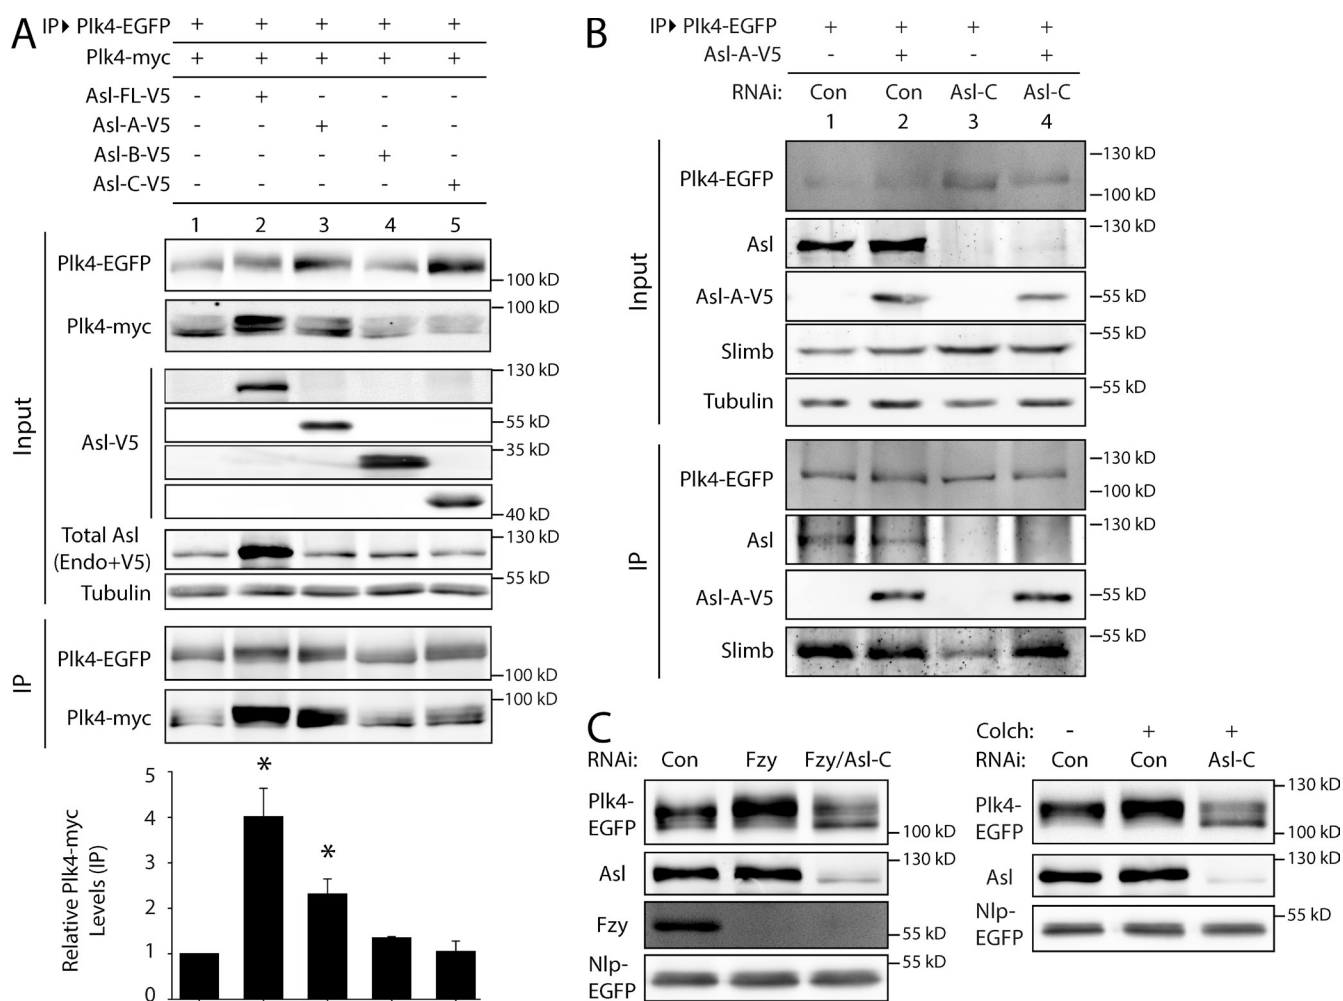 A
IP▶ Plk4-EGFP + + + + +
Plk4-myc + + + + +
Asl-FL-V5 - + - - -
Asl-A-V5 - - + - -
Asl-B-V5 - - - + -
Asl-C-V5 - - - - +
1 2 3 4 5
Input
Plk4-EGFP
100 kD
Plk4-myc
100 kD
Asl-V5
130 kD
55 kD
35 kD
40 kD
Total Asl
(Endo+V5)
130 kD
Tubulin
55 kD
IP
Plk4-EGFP
100 kD
Plk4-myc
100 kD
Relative Plk4-myc
Levels (IP)
5
4
3
2
1
0
* *
B
IP▶ Plk4-EGFP + + + +
Asl-A-V5 - + - +
RNAi: Con Con Asl-C Asl-C
1 2 3 4
Input
Plk4-EGFP
130 kD
100 kD
Asl
130 kD
Asl-A-V5
55 kD
Slimb
55 kD
Tubulin
55 kD
IP
Plk4-EGFP
130 kD
100 kD
Asl
130 kD
Asl-A-V5
55 kD
Slimb
55 kD
C
RNAi: Con Fzy Fzy/Asl-C
Plk4-
EGFP
100 kD
Asl
130 kD
Fzy
55 kD
Nlp-
EGFP
55 kD
Colch: - + +
RNAi: Con Con Asl-C
Plk4-
EGFP
130 kD
100 kD
Asl
130 kD
Nlp-
EGFP
55 kD